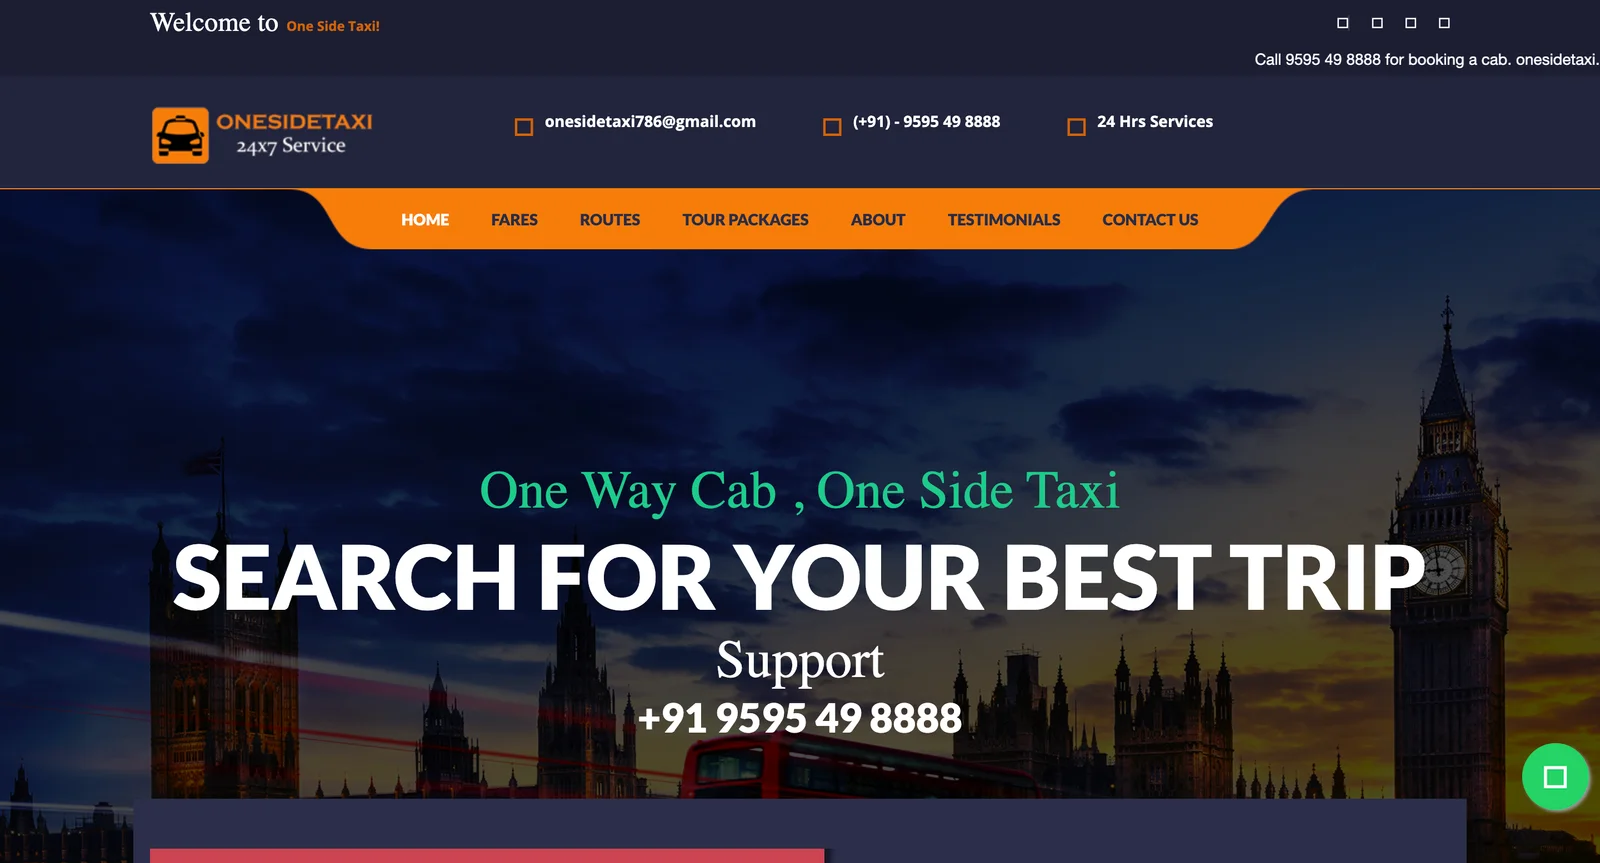 Welcome to One Side Taxi!
Call 9595 49 8888 for booking a cab. onesidetaxi.
ONESIDETAXI
24x7 Service
onesidetaxi786@gmail.com
(+91) - 9595 49 8888
24 Hrs Services
HOME FARES ROUTES TOUR PACKAGES ABOUT TESTIMONIALS CONTACT US
One Way Cab , One Side Taxi
SEARCH FOR YOUR BEST TRIP
Support
+91 9595 49 8888